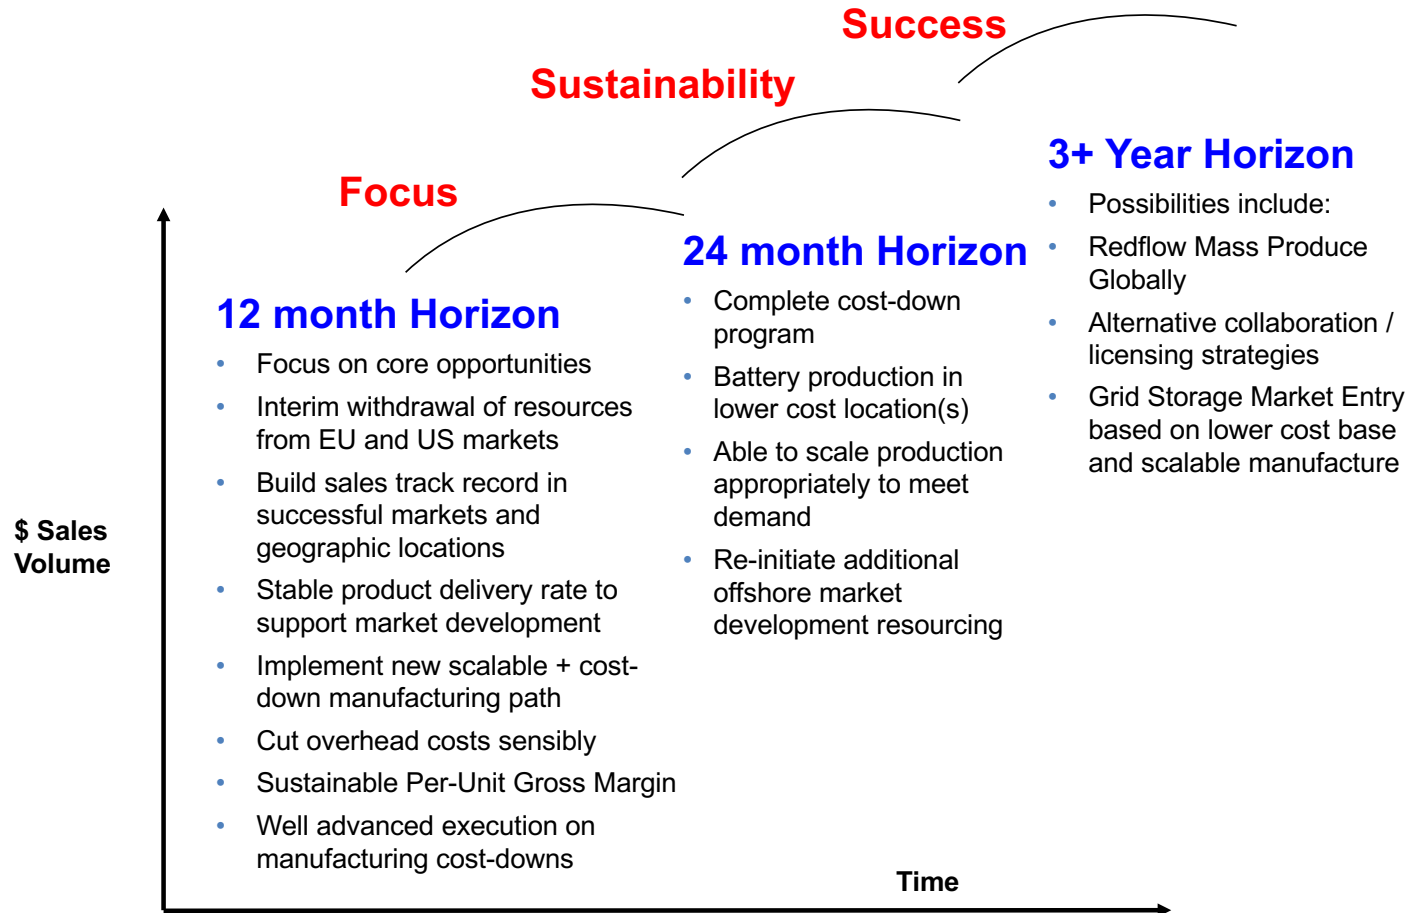 Success
Sustainability
Focus
$ Sales
Volume
12 month Horizon
• Focus on core opportunities
• Interim withdrawal of resources
from EU and US markets
• Build sales track record in
successful markets and
geographic locations
• Stable product delivery rate to
support market development
• Implement new scalable + cost-
down manufacturing path
• Cut overhead costs sensibly
• Sustainable Per-Unit Gross Margin
• Well advanced execution on
manufacturing cost-downs
24 month Horizon
• Complete cost-down
program
• Battery production in
lower cost location(s)
• Able to scale production
appropriately to meet
demand
• Re-initiate additional
offshore market
development resourcing
3+ Year Horizon
• Possibilities include:
• Redflow Mass Produce
Globally
• Alternative collaboration /
licensing strategies
• Grid Storage Market Entry
based on lower cost base
and scalable manufacture
Time